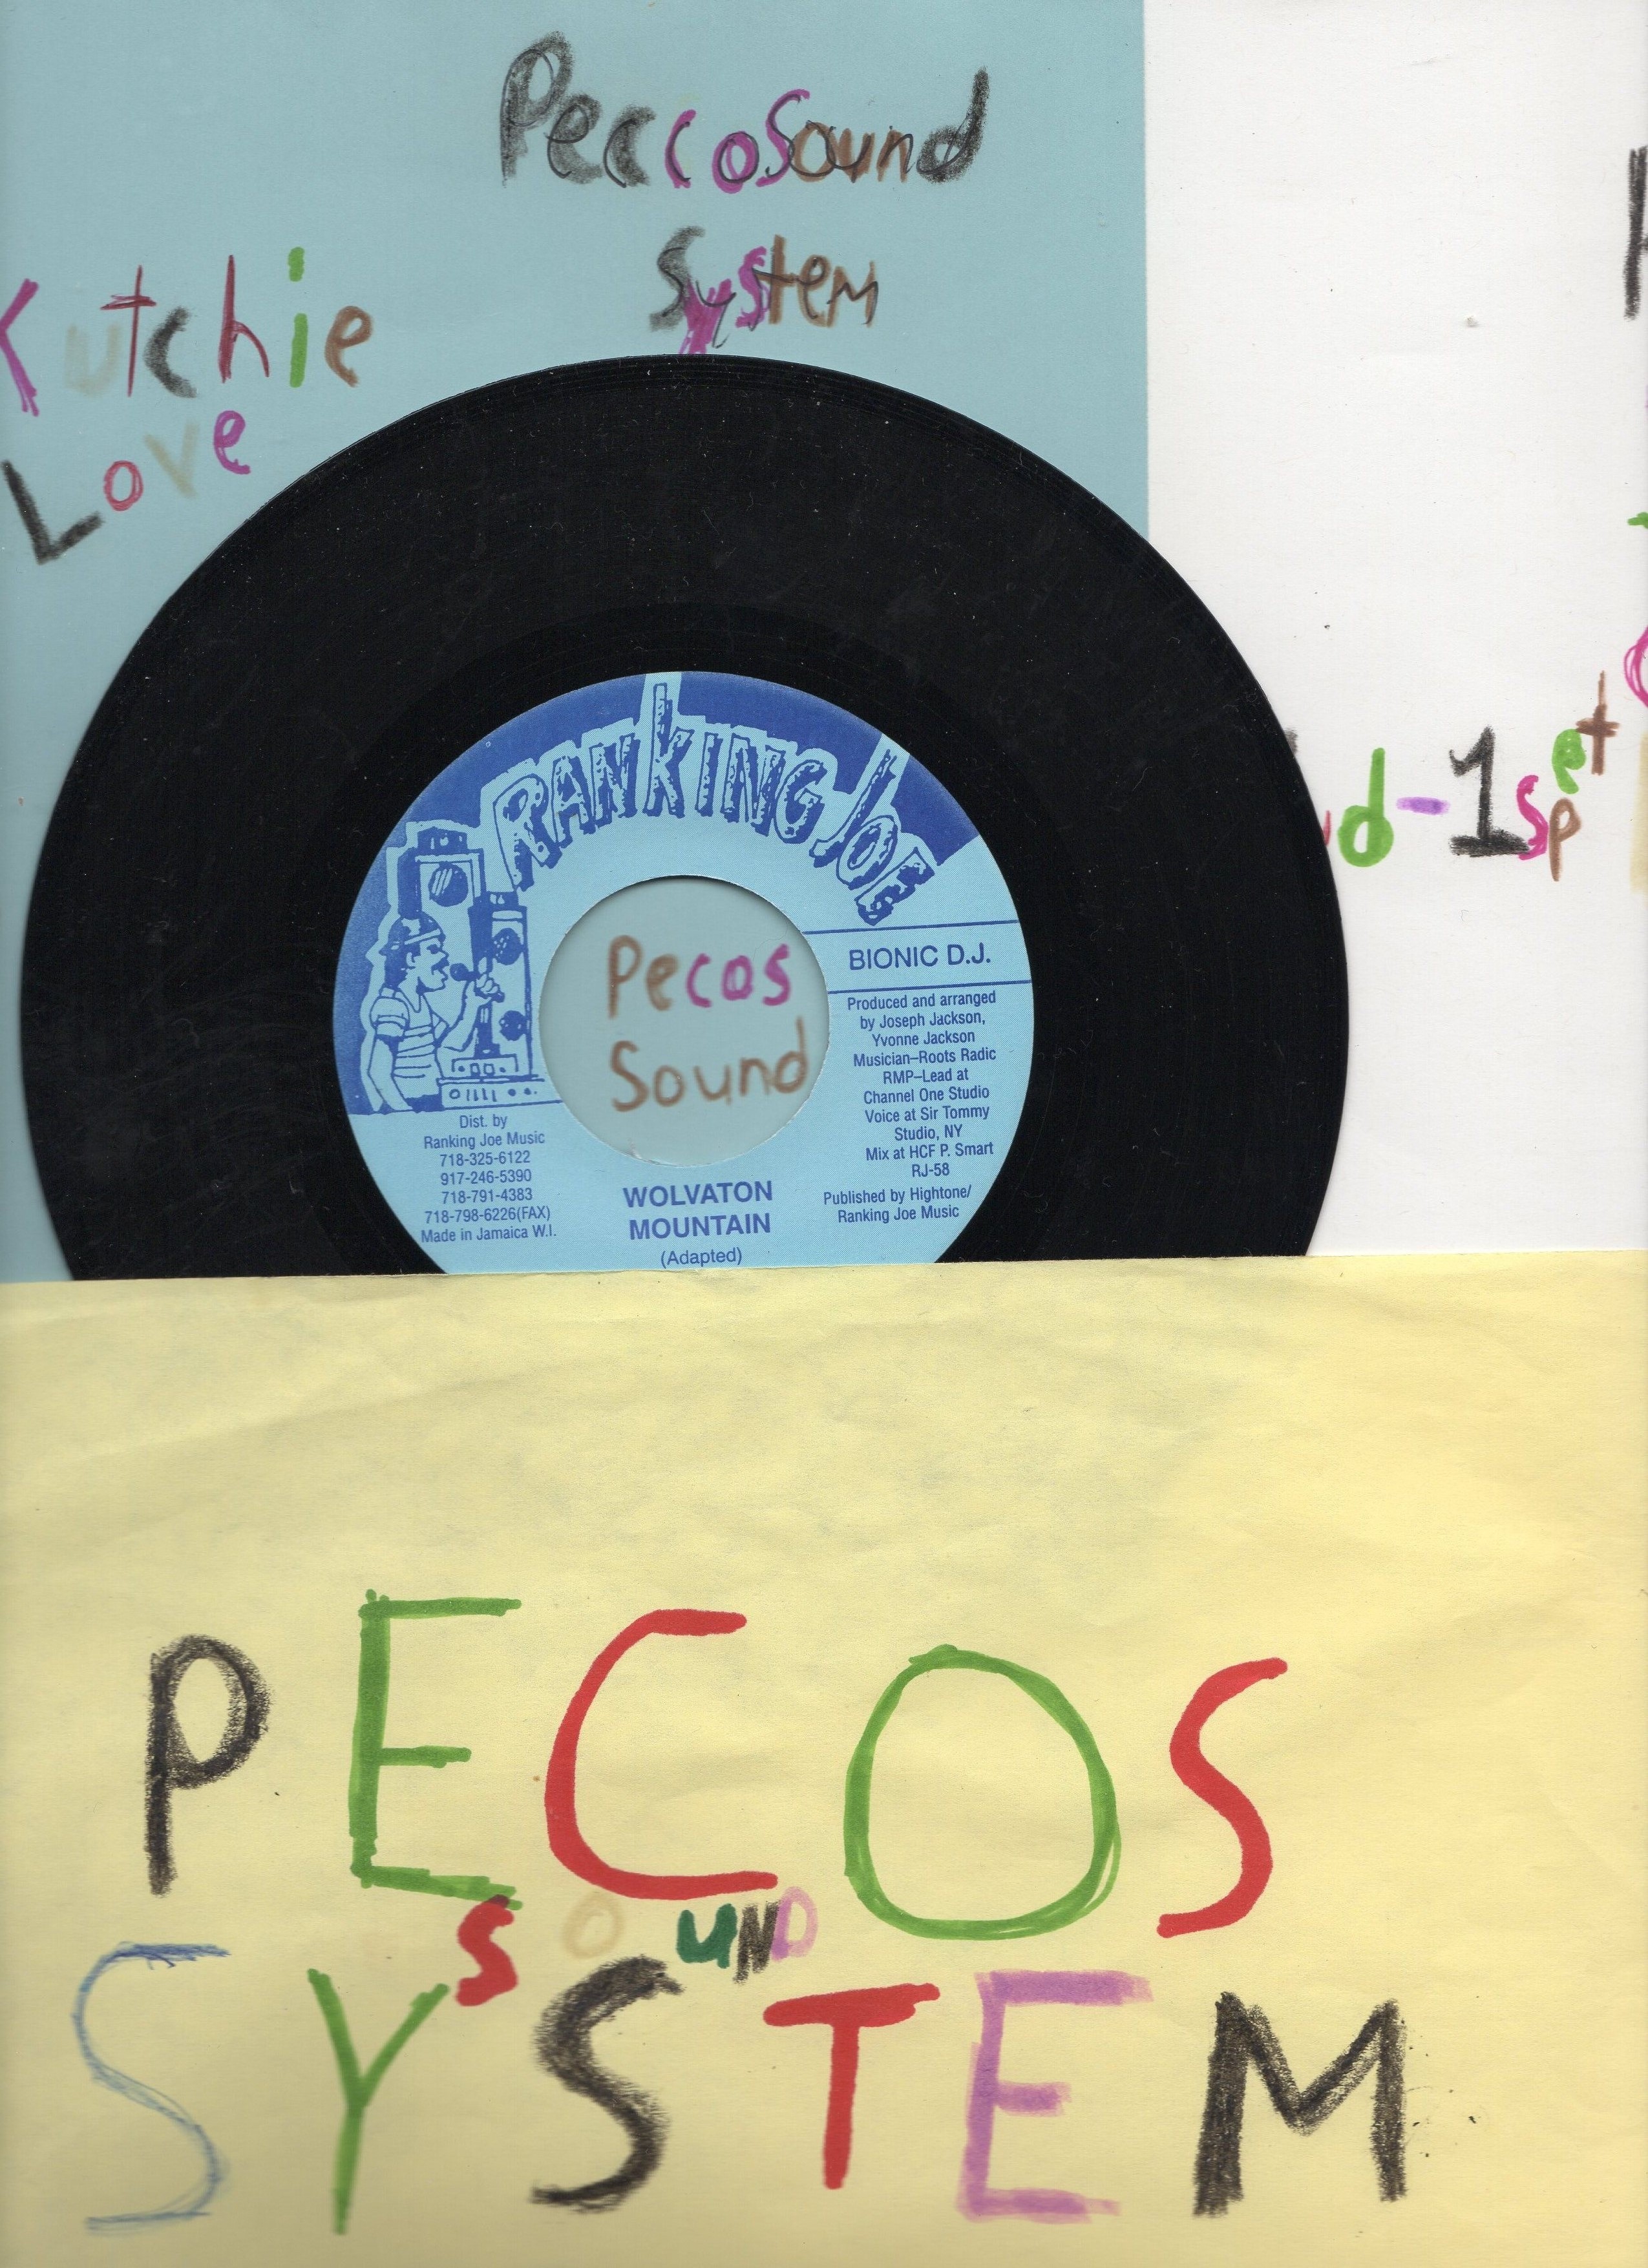 Peccosound
System
Kutchie
Love
d-1spet
RANKING JOE
Pecos
Sound
BIONIC D.J.
Produced and arranged
by Joseph Jackson,
Yvonne Jackson
Musician–Roots Radic
RMP–Lead at
Channel One Studio
Voice at Sir Tommy
Studio, NY
Mix at HCF P. Smart
RJ-58
Published by Hightone/
Ranking Joe Music
Dist. by
Ranking Joe Music
718-325-6122
917-246-5390
718-791-4383
718-798-6226(FAX)
Made in Jamaica W.I.
WOLVATON
MOUNTAIN
(Adapted)
PECOS
SOUND
SYSTEM